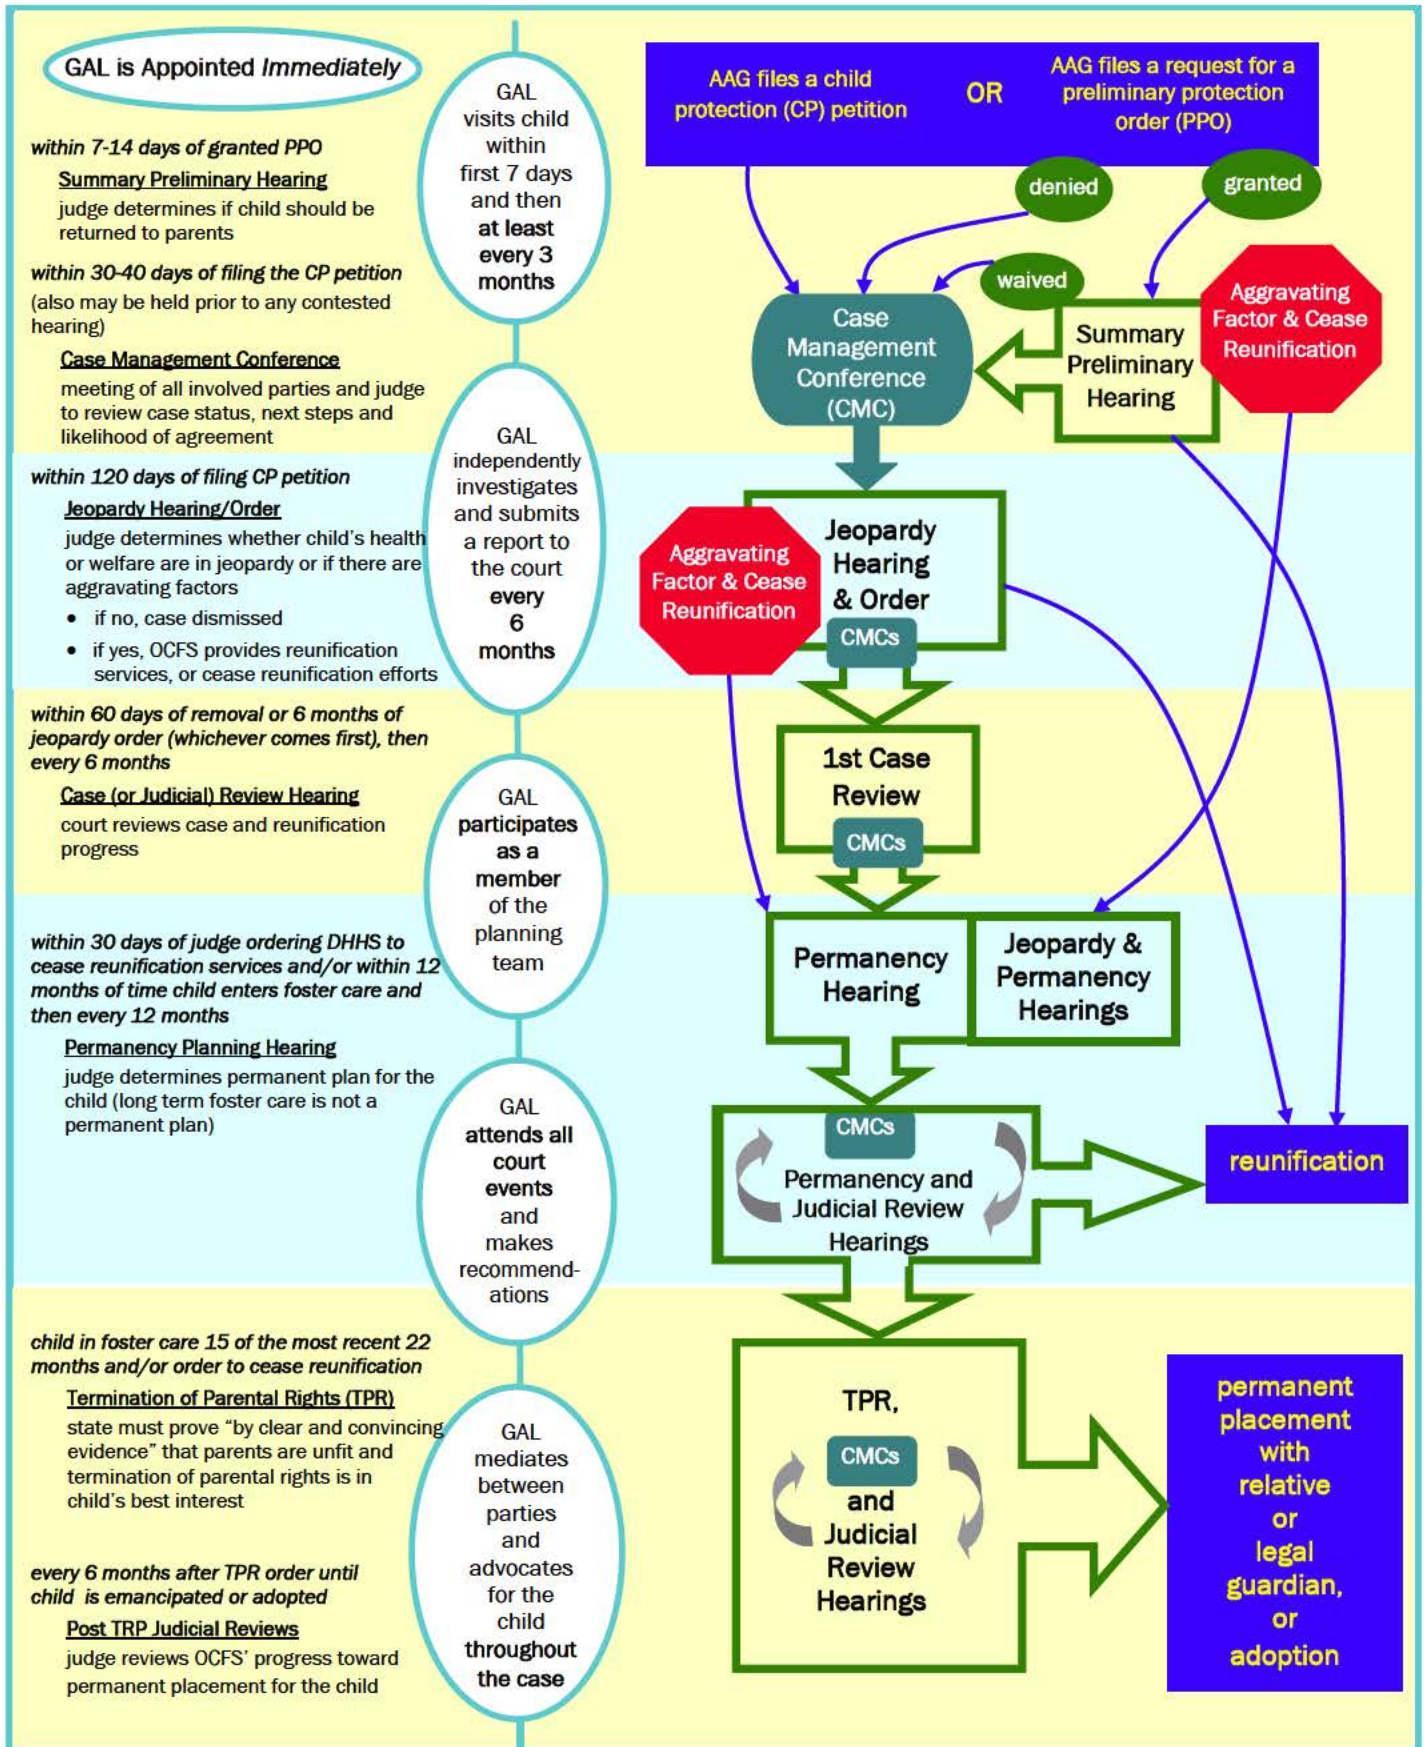 GAL is Appointed Immediately
within 7-14 days of granted PPO
Summary Preliminary Hearing
judge determines if child should be
returned to parents
within 30-40 days of filing the CP petition
(also may be held prior to any contested
hearing)
Case Management Conference
meeting of all involved parties and judge
to review case status, next steps and
likelihood of agreement
within 120 days of filing CP petition
Jeopardy Hearing/Order
judge determines whether child's health
or welfare are in jeopardy or if there are
aggravating factors
• if no, case dismissed
• if yes, OCFS provides reunification
services, or cease reunification efforts
within 60 days of removal or 6 months of
jeopardy order (whichever comes first), then
every 6 months
Case (or Judicial) Review Hearing
court reviews case and reunification
progress
within 30 days of judge ordering DHHS to
cease reunification services and/or within 12
months of time child enters foster care and
then every 12 months
Permanency Planning Hearing
judge determines permanent plan for the
child (long term foster care is not a
permanent plan)
child in foster care 15 of the most recent 22
months and/or order to cease reunification
Termination of Parental Rights (TPR)
state must prove “by clear and convincing
evidence” that parents are unfit and
termination of parental rights is in
child's best interest
every 6 months after TPR order until
child is emancipated or adopted
Post TRP Judicial Reviews
judge reviews OCFS' progress toward
permanent placement for the child
GAL
visits child
within
first 7 days
and then
at least
every 3
months
GAL
independently
investigates
and submits
a report to
the court
every
6
months
GAL
participates
as a
member
of the
planning
team
GAL
attends all
court
events
and
makes
recommend-
ations
GAL
mediates
between
parties
and
advocates
for the
child
throughout
the case
AAG files a child
protection (CP) petition
OR
AAG files a request for a
preliminary protection
order (PPO)
denied
granted
waived
Case
Management
Conference
(CMC)
Summary
Preliminary
Hearing
Aggravating
Factor & Cease
Reunification
Aggravating
Factor & Cease
Reunification
Jeopardy
Hearing
& Order
CMCs
1st Case
Review
CMCs
Permanency
Hearing
Jeopardy &
Permanency
Hearings
CMCs
Permanency and
Judicial Review
Hearings
reunification
TPR,
CMCs
and
Judicial
Review
Hearings
permanent
placement
with
relative
or
legal
guardian,
or
adoption